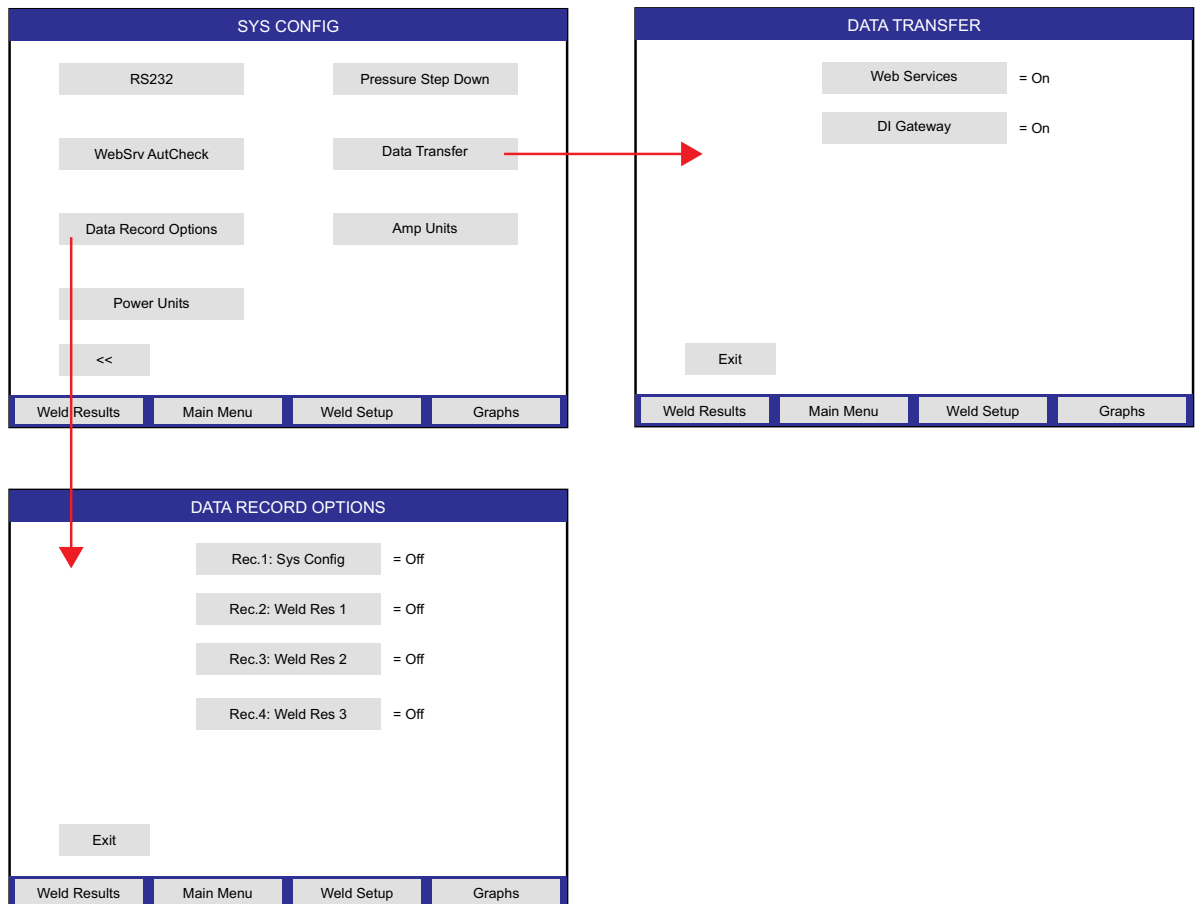 SYS CONFIG
RS232
Pressure Step Down
WebSrv AutCheck
Data Transfer
Data Record Options
Amp Units
Power Units
<<
Weld Results
Main Menu
Weld Setup
Graphs
DATA TRANSFER
Web Services = On
DI Gateway = On
Exit
Weld Results
Main Menu
Weld Setup
Graphs
DATA RECORD OPTIONS
Rec.1: Sys Config = Off
Rec.2: Weld Res 1 = Off
Rec.3: Weld Res 2 = Off
Rec.4: Weld Res 3 = Off
Exit
Weld Results
Main Menu
Weld Setup
Graphs